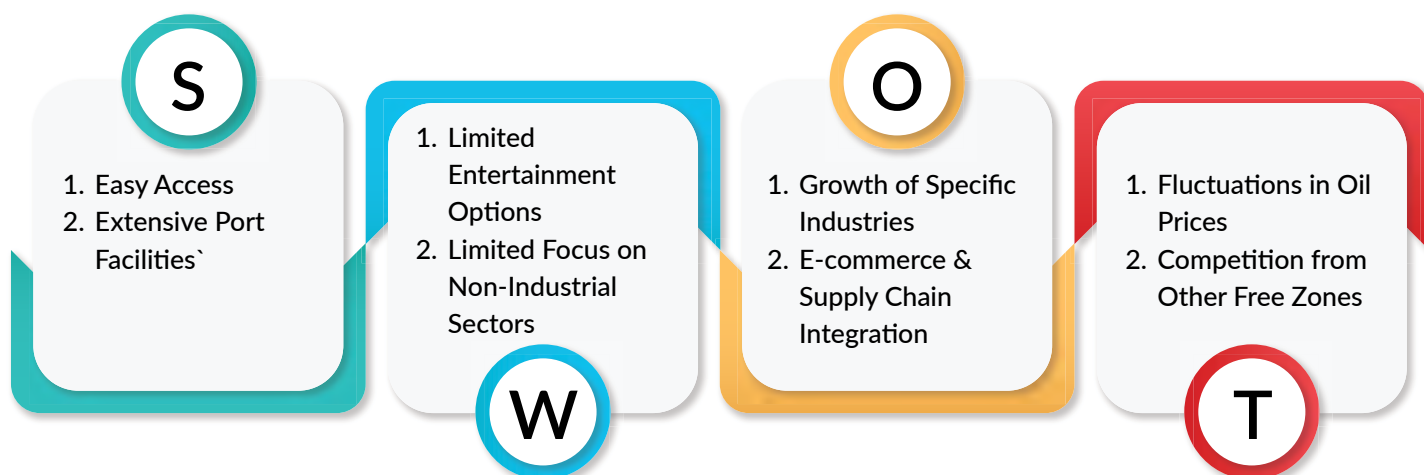 S
1. Easy Access
2. Extensive Port
Facilities`
1. Limited
Entertainment
Options
2. Limited Focus on
Non-Industrial
Sectors
W
O
1. Growth of Specific
Industries
2. E-commerce &
Supply Chain
Integration
1. Fluctuations in Oil
Prices
2. Competition from
Other Free Zones
T